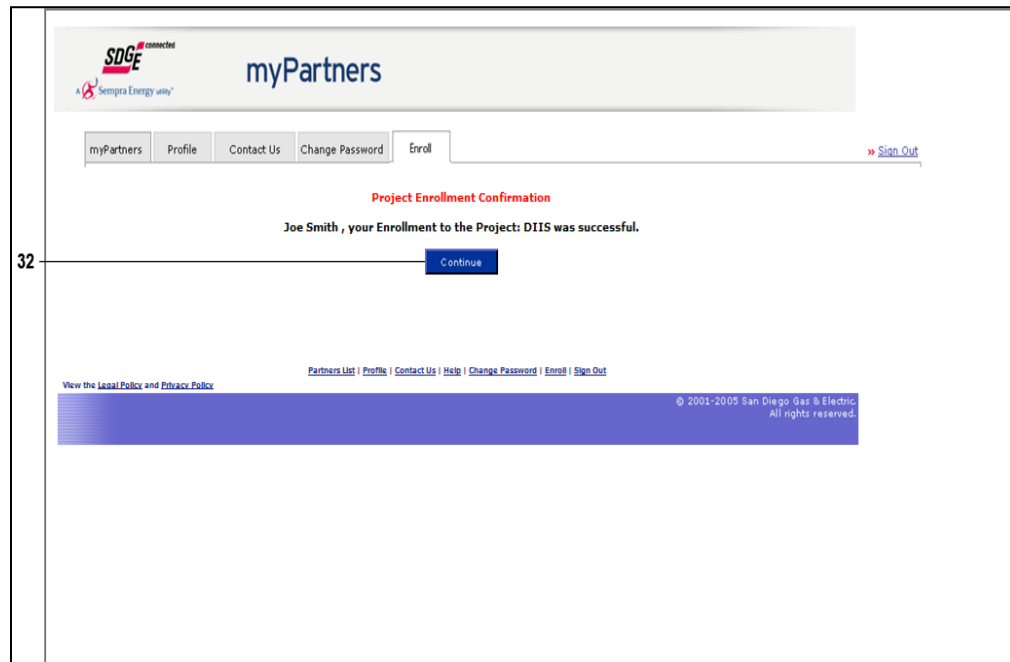 SDGE connected
A Sempra Energy utility™
myPartners
myPartners Profile Contact Us Change Password Enroll
» Sign Out
Project Enrollment Confirmation
Joe Smith , your Enrollment to the Project: DIIS was successful.
32
Continue
Partners List | Profile | Contact Us | Help | Change Password | Enroll | Sign Out
View the Legal Policy and Privacy Policy
© 2001-2005 San Diego Gas & Electric.
All rights reserved.